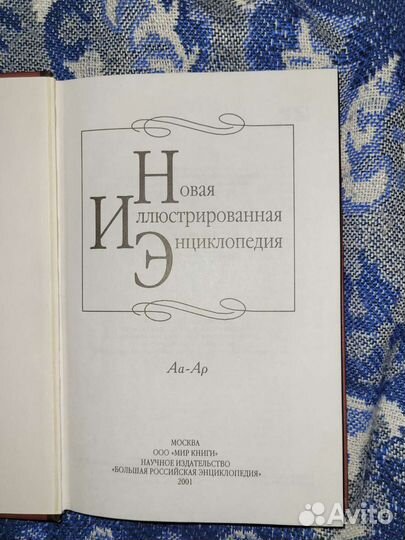 Новая
Иллюстрированная
Энциклопедия
Аа-Ар
МОСКВА
ООО «МИР КНИГИ»
НАУЧНОЕ ИЗДАТЕЛЬСТВО
«БОЛЬШАЯ РОССИЙСКАЯ ЭНЦИКЛОПЕДИЯ»
2001
Avito